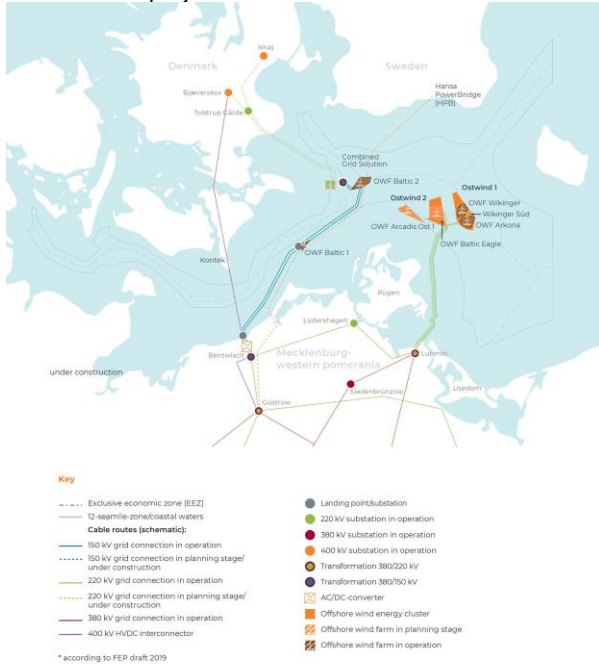 Ishøj
Denmark
Sweden
Bjæverskov
Tolstrup Gårde
Hansa
PowerBridge
[HPB]
Combined
Grid Solution
OWF Baltic 2
Ostwind 1
Ostwind 2
OWF Wikinger
Wikinger Süd
OWF Arkona
OWF Arcadis Ost 1
OWF Baltic Eagle
OWF Baltic 1
Kontek
Rügen
Lüdershagen
Bentwisch
Mecklenburg-
western pomerania
Lubmin
under construction
Siedenbrünzow
Usedom
Güstrow
Key
Exclusive economic zone [EEZ]
12-seamile-zone/coastal waters
Cable routes (schematic):
150 kV grid connection in operation
150 kV grid connection in planning stage/
under construction
220 kV grid connection in operation
220 kV grid connection in planning stage/
under construction
380 kV grid connection in operation
400 kV HVDC interconnector
* according to FEP draft 2019
Landing point/substation
220 kV substation in operation
380 kV substation in operation
400 kV substation in operation
Transformation 380/220 kV
Transformation 380/150 kV
AC/DC-converter
Offshore wind energy cluster
Offshore wind farm in planning stage
Offshore wind farm in operation